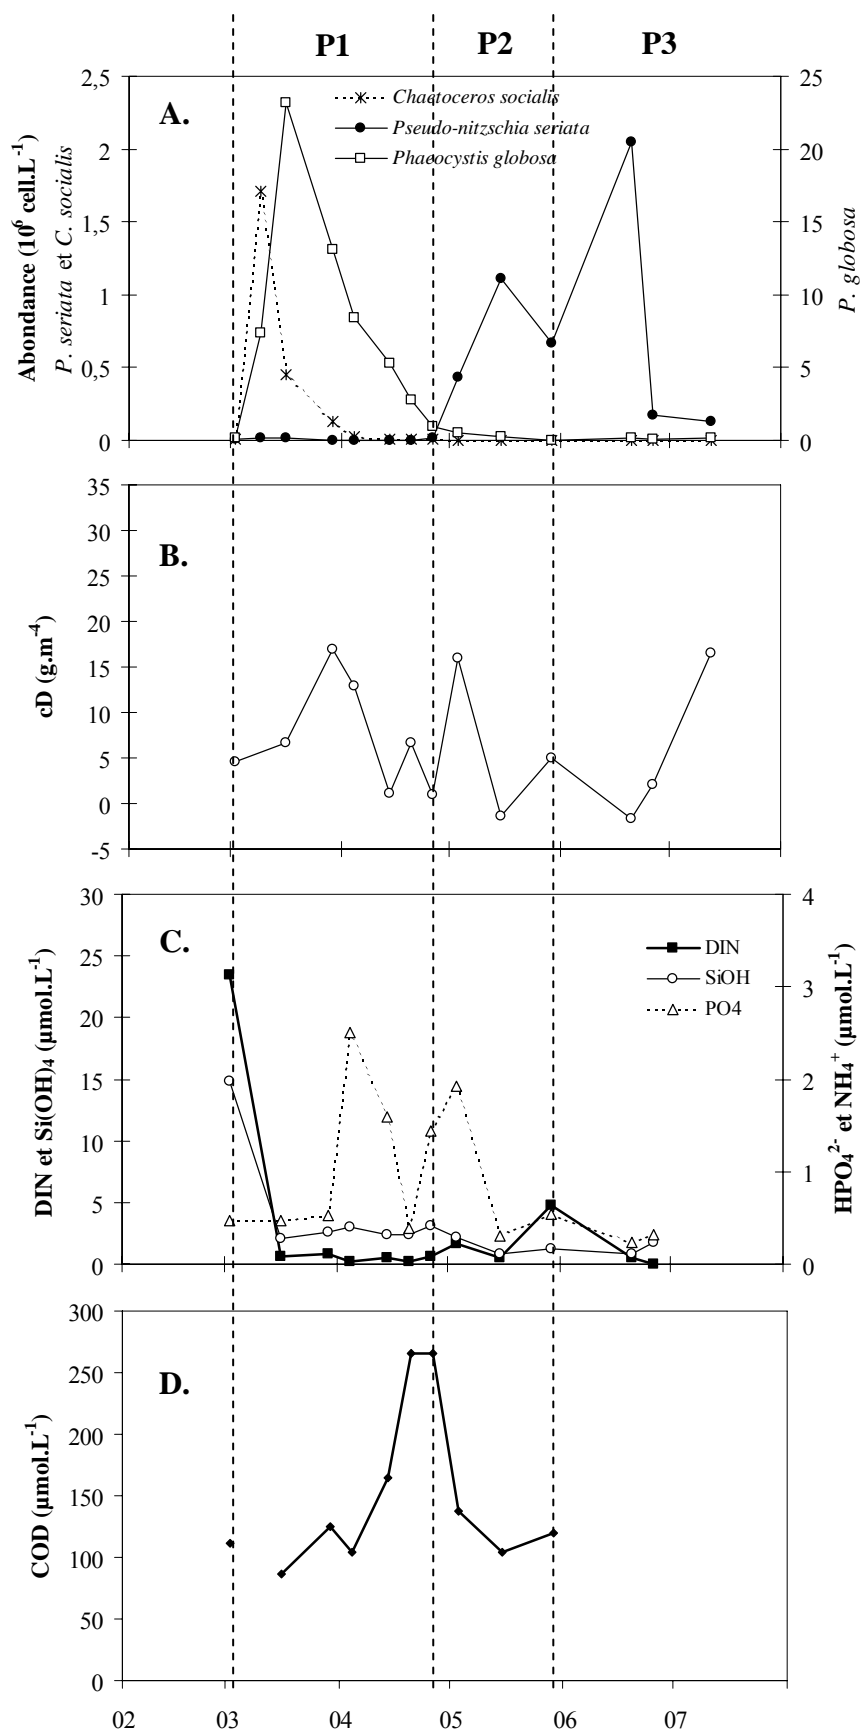 P1 P2 P3
A.
Chaetoceros socialis
Pseudo-nitzschia seriata
Phaeocystis globosa
Abondance (10⁶ cell.L⁻¹)
P. seriata et C. socialis
2,5
2
1,5
1
0,5
0
25
20
15
10
5
0
P. globosa
B.
cD (g.m⁻⁴)
35
30
25
20
15
10
5
0
-5
C.
DIN
SiOH
PO4
DIN et Si(OH)₄ (µmol.L⁻¹)
30
25
20
15
10
5
0
4
3
2
1
0
HPO₄²⁻ et NH₄⁺ (µmol.L⁻¹)
D.
COD (µmol.L⁻¹)
300
250
200
150
100
50
0
02 03 04 05 06 07